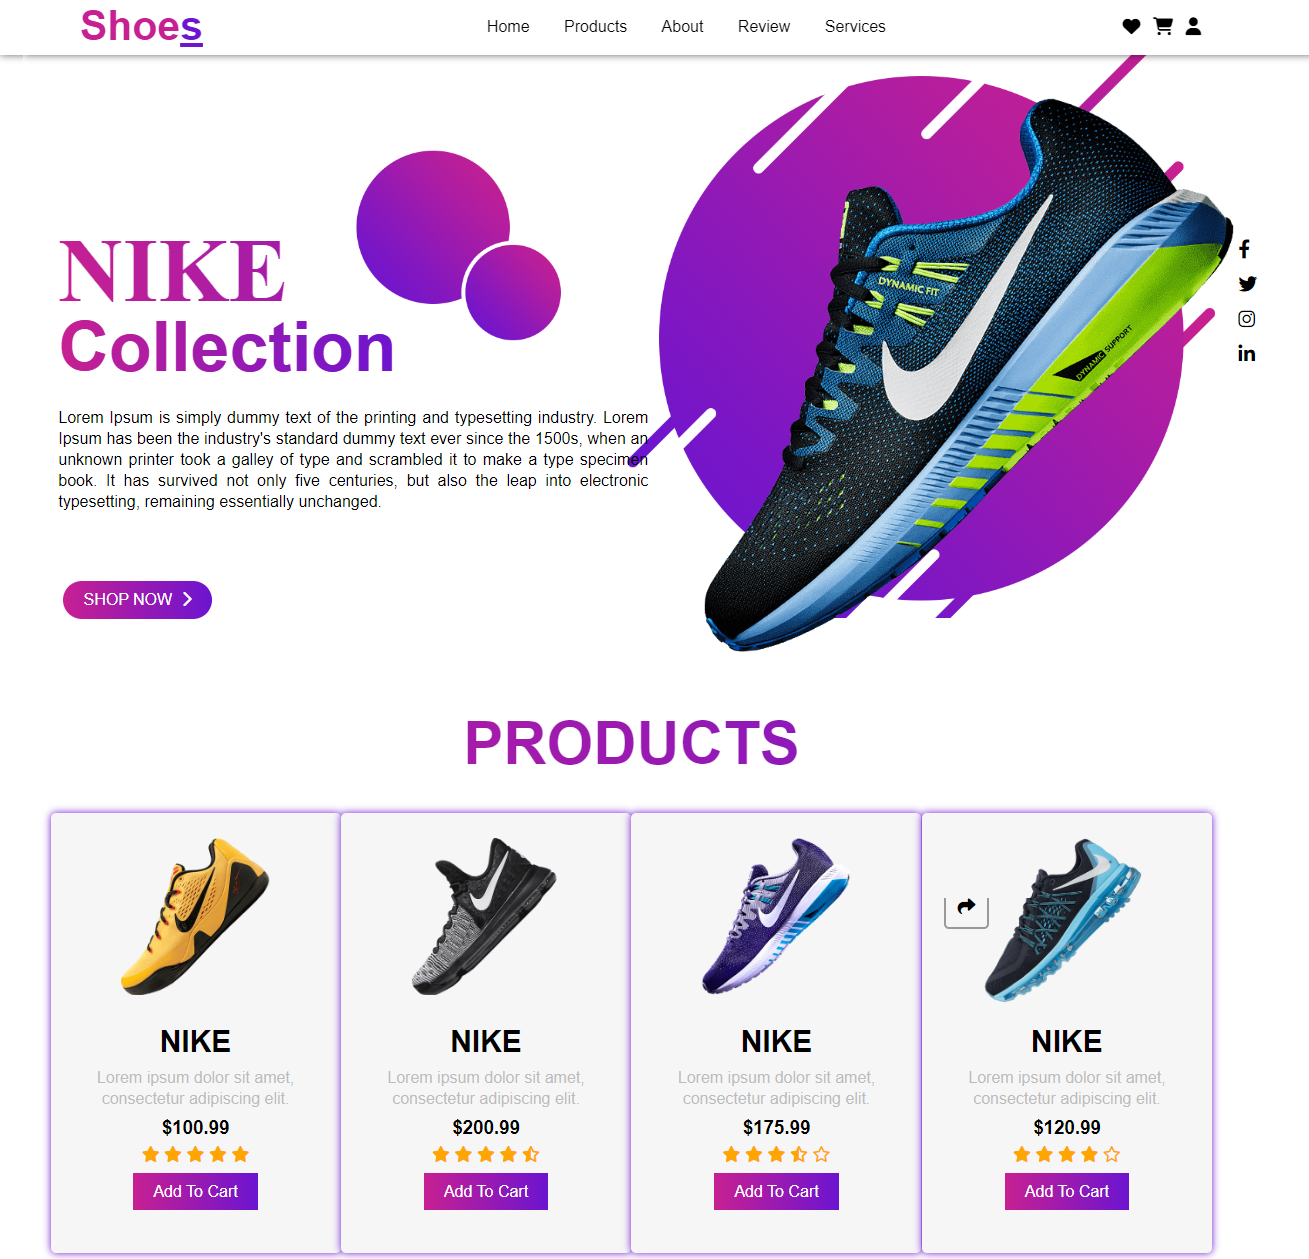 Shoes
Home Products About Review Services
NIKE
Collection
DYNAMIC FIT
DYNAMIC SUPPORT
Lorem Ipsum is simply dummy text of the printing and typesetting industry. Lorem
Ipsum has been the industry's standard dummy text ever since the 1500s, when an
unknown printer took a galley of type and scrambled it to make a type specimen
book. It has survived not only five centuries, but also the leap into electronic
typesetting, remaining essentially unchanged.
SHOP NOW
PRODUCTS
NIKE
Lorem ipsum dolor sit amet,
consectetur adipiscing elit.
$100.99
Add To Cart
NIKE
Lorem ipsum dolor sit amet,
consectetur adipiscing elit.
$200.99
Add To Cart
NIKE
Lorem ipsum dolor sit amet,
consectetur adipiscing elit.
$175.99
Add To Cart
NIKE
Lorem ipsum dolor sit amet,
consectetur adipiscing elit.
$120.99
Add To Cart